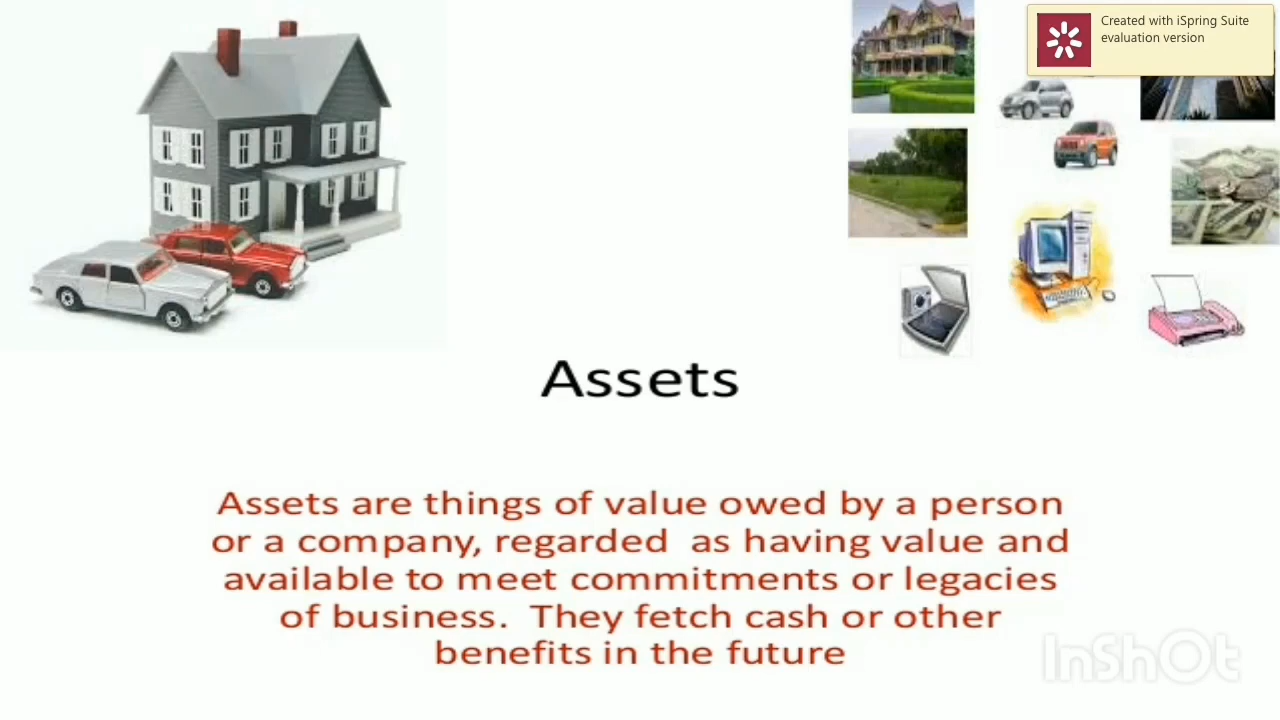 Created with iSpring Suite
evaluation version
Assets
Assets are things of value owed by a person
or a company, regarded as having value and
available to meet commitments or legacies
of business. They fetch cash or other
benefits in the future
InShOt